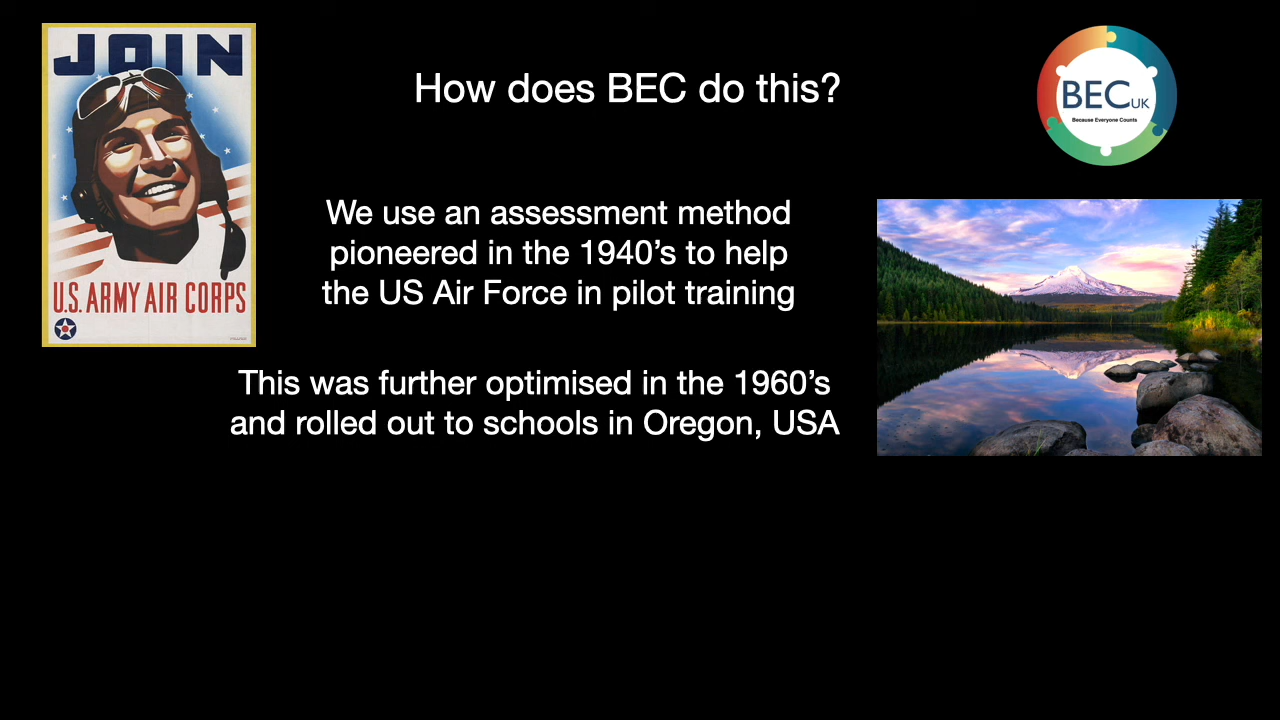 JOIN
U.S. ARMY AIR CORPS
How does BEC do this?
BEC UK
Because Everyone Counts
We use an assessment method
pioneered in the 1940’s to help
the US Air Force in pilot training
This was further optimised in the 1960’s
and rolled out to schools in Oregon, USA